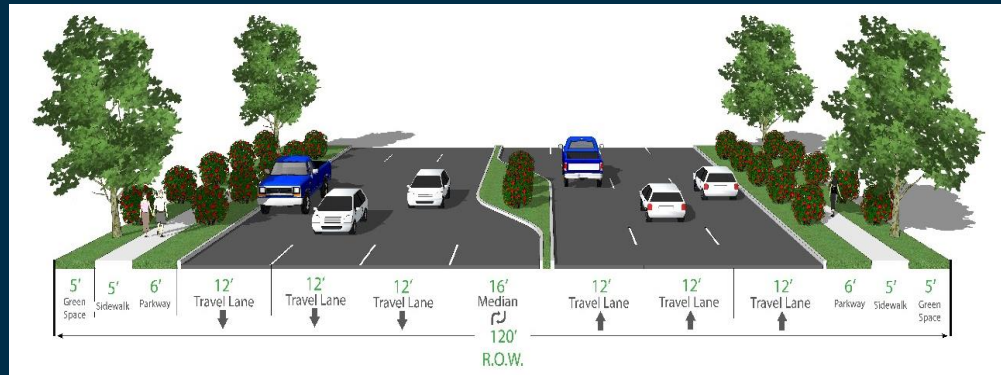 5'
Green
Space
5'
Sidewalk
6'
Parkway
12'
Travel Lane
12'
Travel Lane
12'
Travel Lane
16'
Median
12'
Travel Lane
12'
Travel Lane
12'
Travel Lane
6'
Parkway
5'
Sidewalk
5'
Green
Space
120'
R.O.W.